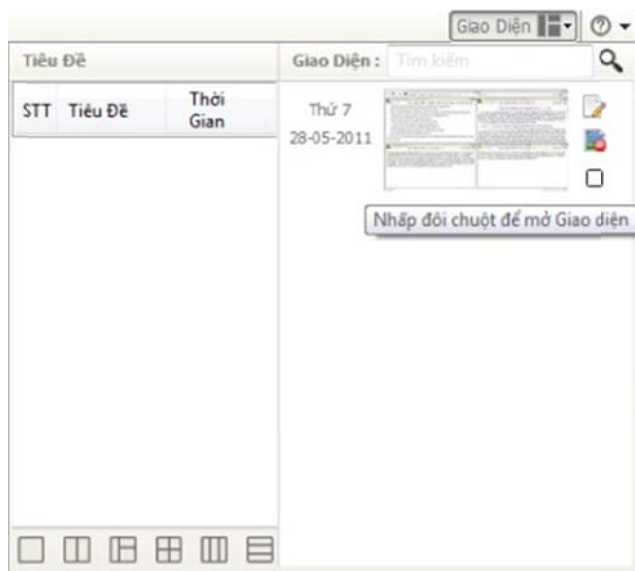 Giao Diện
Tiêu Đề
Giao Diện :
Tìm kiếm
STT
Tiêu Đề
Thời
Gian
Thứ 7
28-05-2011
Nhấp đôi chuột để mở Giao diện